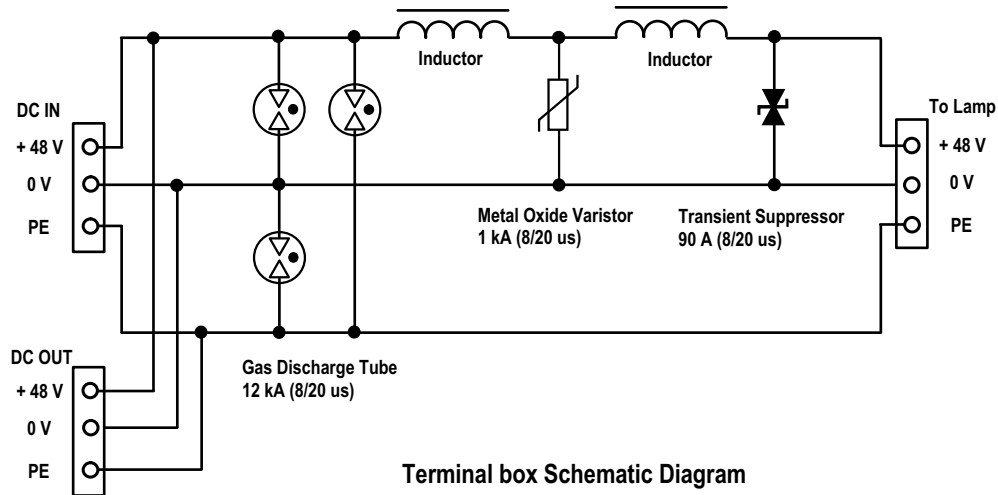 Inductor
Inductor
DC IN
+ 48 V
0 V
PE
To Lamp
+ 48 V
0 V
PE
Metal Oxide Varistor
1 kA (8/20 us)
Transient Suppressor
90 A (8/20 us)
Gas Discharge Tube
12 kA (8/20 us)
DC OUT
+ 48 V
0 V
PE
Terminal box Schematic Diagram